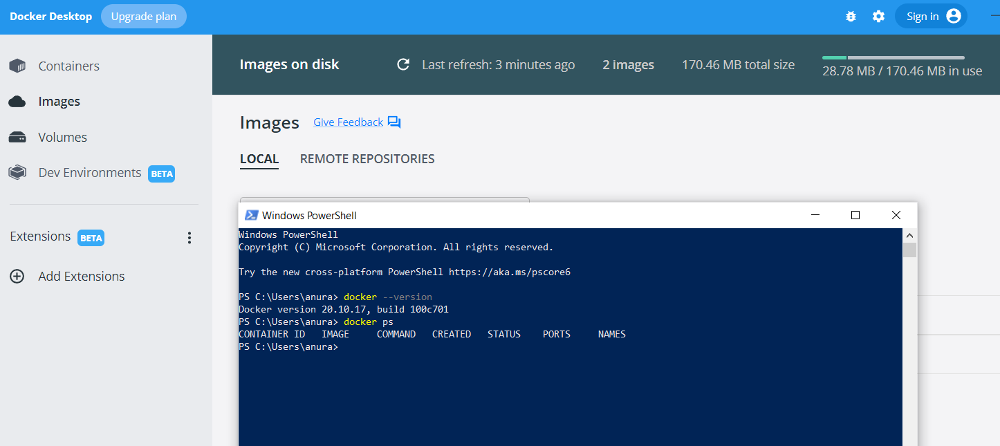 Docker Desktop Upgrade plan Sign in
Containers
Images
Volumes
Dev Environments BETA
Extensions BETA
Add Extensions
Images on disk Last refresh: 3 minutes ago 2 images 170.46 MB total size 28.78 MB / 170.46 MB in use
Images Give Feedback
LOCAL REMOTE REPOSITORIES
Windows PowerShell
Windows PowerShell
Copyright (C) Microsoft Corporation. All rights reserved.
Try the new cross-platform PowerShell https://aka.ms/pscore6
PS C:\Users\anura> docker --version
Docker version 20.10.17, build 100c701
PS C:\Users\anura> docker ps
CONTAINER ID IMAGE COMMAND CREATED STATUS PORTS NAMES
PS C:\Users\anura>